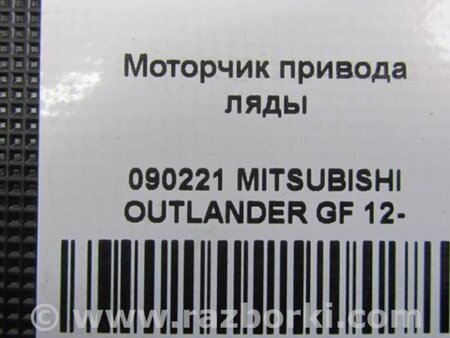 Моторчик привода
ляды
090221 MITSUBISHI
OUTLANDER GF 12-
www.razborki.com